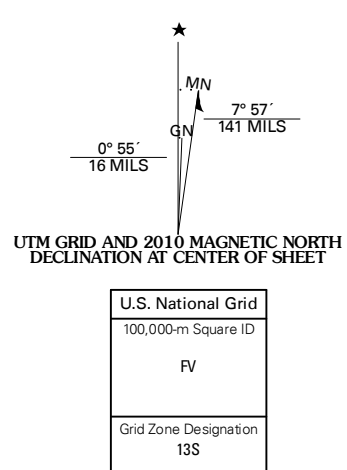 MN
GN
7° 57´
141 MILS
0° 55´
16 MILS
UTM GRID AND 2010 MAGNETIC NORTH
DECLINATION AT CENTER OF SHEET
U.S. National Grid
100,000-m Square ID
FV
Grid Zone Designation
13S